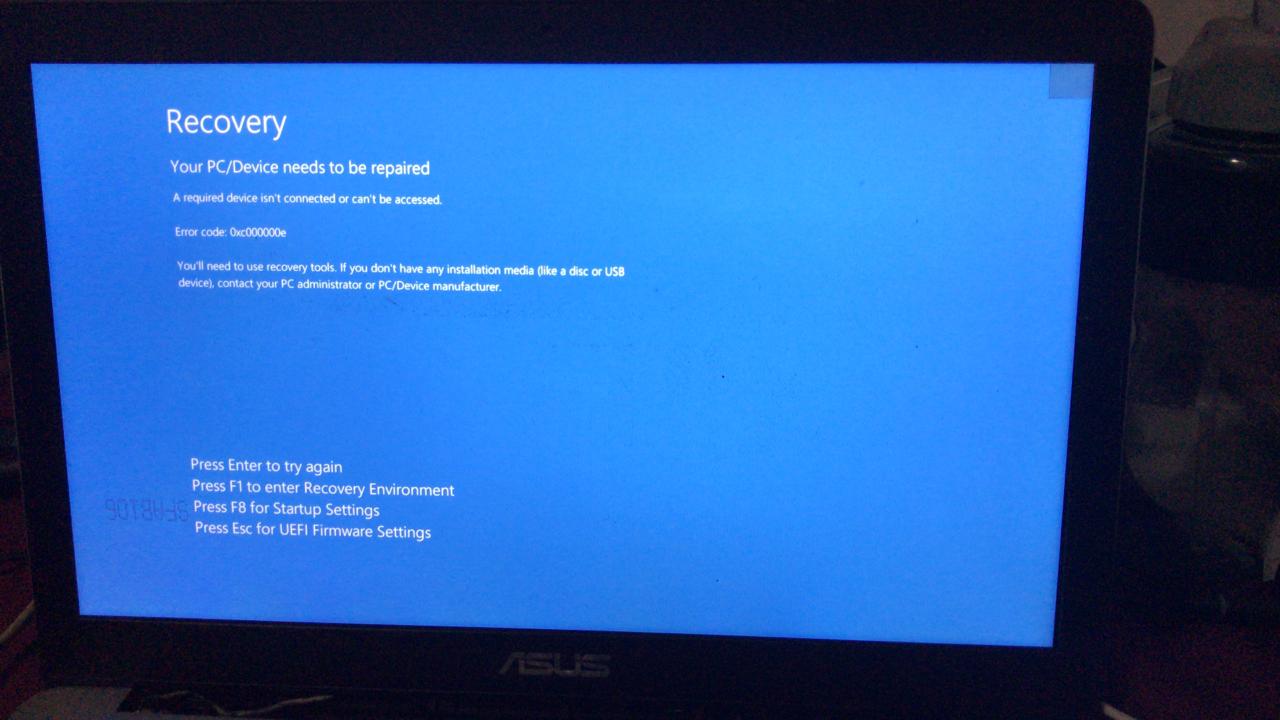 Recovery
Your PC/Device needs to be repaired
A required device isn't connected or can't be accessed.
Error code: 0xc000000e
You'll need to use recovery tools. If you don't have any installation media (like a disc or USB
device), contact your PC administrator or PC/Device manufacturer.
Press Enter to try again
Press F1 to enter Recovery Environment
Press F8 for Startup Settings
Press Esc for UEFI Firmware Settings
ASUS